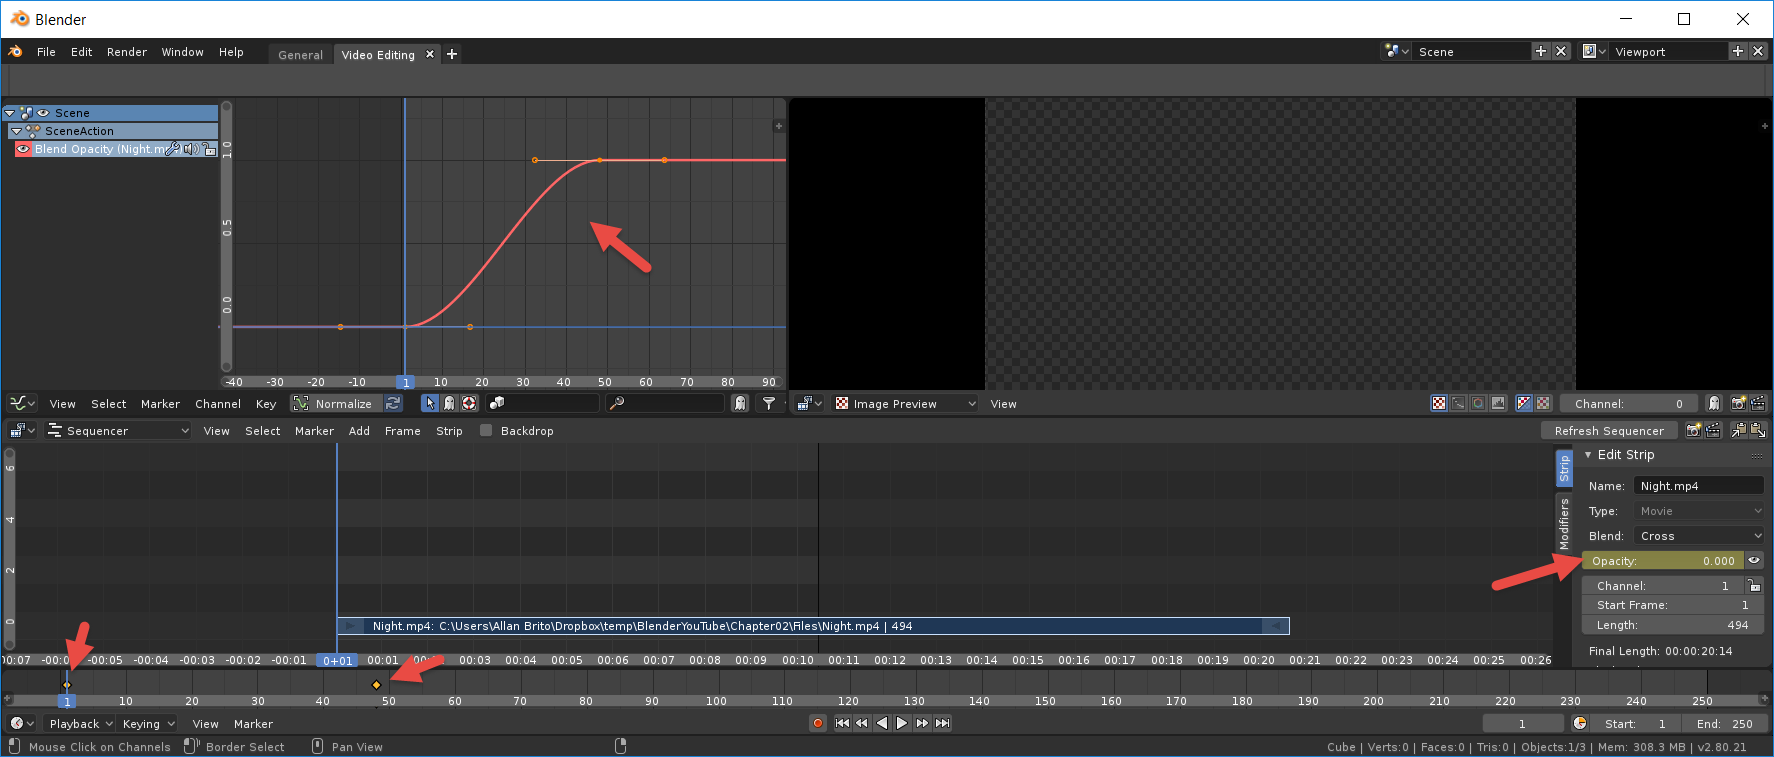 Blender
File Edit Render Window Help General Video Editing Scene Viewport
Scene
SceneAction
Blend Opacity (Night.m
1.0
0.5
0.0
-40 -30 -20 -10 1 10 20 30 40 50 60 70 80 90
View Select Marker Channel Key Normalize Image Preview View Channel: 0
Sequencer View Select Marker Add Frame Strip Backdrop Refresh Sequencer
6
4
2
0
Strip
Modifiers
Edit Strip
Name: Night.mp4
Type: Movie
Blend: Cross
Opacity: 0.000
Channel: 1
Start Frame: 1
Length: 494
Final Length: 00:00:20:14
Night.mp4: C:\Users\Allan Brito\Dropbox\temp\BlenderYouTube\Chapter02\Files\Night.mp4 | 494
00:07 -00:05 -00:04 -00:03 -00:02 -00:01 0+01 00:01 00:03 00:04 00:05 00:06 00:07 00:08 00:09 00:10 00:11 00:12 00:13 00:14 00:15 00:16 00:17 00:18 00:19 00:20 00:21 00:22 00:23 00:24 00:25 00:26
1 10 20 30 40 50 60 70 80 90 100 110 120 130 140 150 160 170 180 190 200 210 220 230 240 250
Playback Keying View Marker 1 Start: 1 End: 250
Mouse Click on Channels Border Select Pan View Cube | Verts:0 | Faces:0 | Tris:0 | Objects:1/3 | Mem: 308.3 MB | v2.80.21